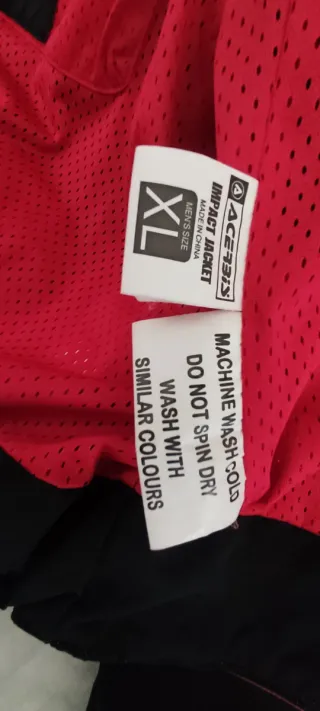 ACERBIS
IMPACT JACKET
MADE IN CHINA
MEN'S SIZE
XL
MACHINE WASH COLD
DO NOT SPIN DRY
WASH WITH
SIMILAR COLOURS